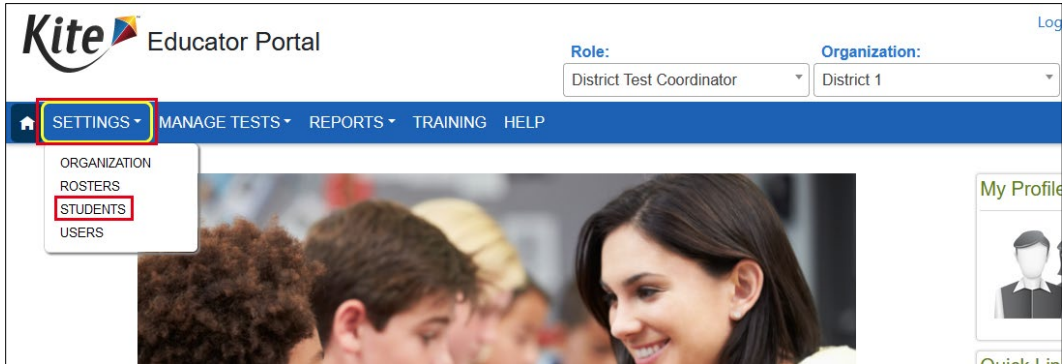 Log
Kite Educator Portal
Role: Organization:
District Test Coordinator District 1
SETTINGS MANAGE TESTS REPORTS TRAINING HELP
ORGANIZATION
ROSTERS
STUDENTS
USERS
My Profile